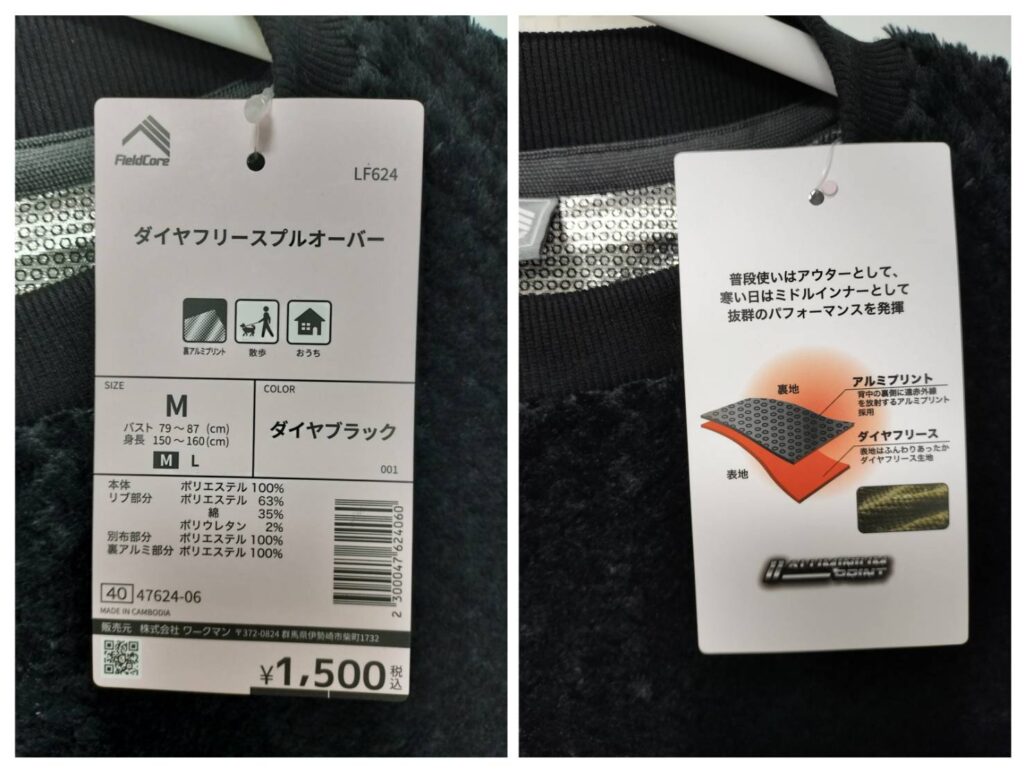 FieldCore
LF624
ダイヤフリースプルオーバー
裏アルミプリント
散歩
おうち
SIZE
M
バスト 79～87 (cm)
身長 150～160(cm)
M L
COLOR
ダイヤブラック
001
本体 ポリエステル 100%
リブ部分 ポリエステル 63%
綿 35%
ポリウレタン 2%
別布部分 ポリエステル 100%
裏アルミ部分 ポリエステル 100%
2 300047 624060
40 47624-06
MADE IN CAMBODIA
販売元 株式会社 ワークマン 〒372-0824 群馬県伊勢崎市柴町1732
¥1,500 税込
普段使いはアウターとして、
寒い日はミドルインナーとして
抜群のパフォーマンスを発揮
裏地
アルミプリント
背中の裏側に遠赤外線
を放射するアルミプリント
採用
ダイヤフリース
表地はふんわりあったか
ダイヤフリース生地
表地
ALUMINIUM
POINT